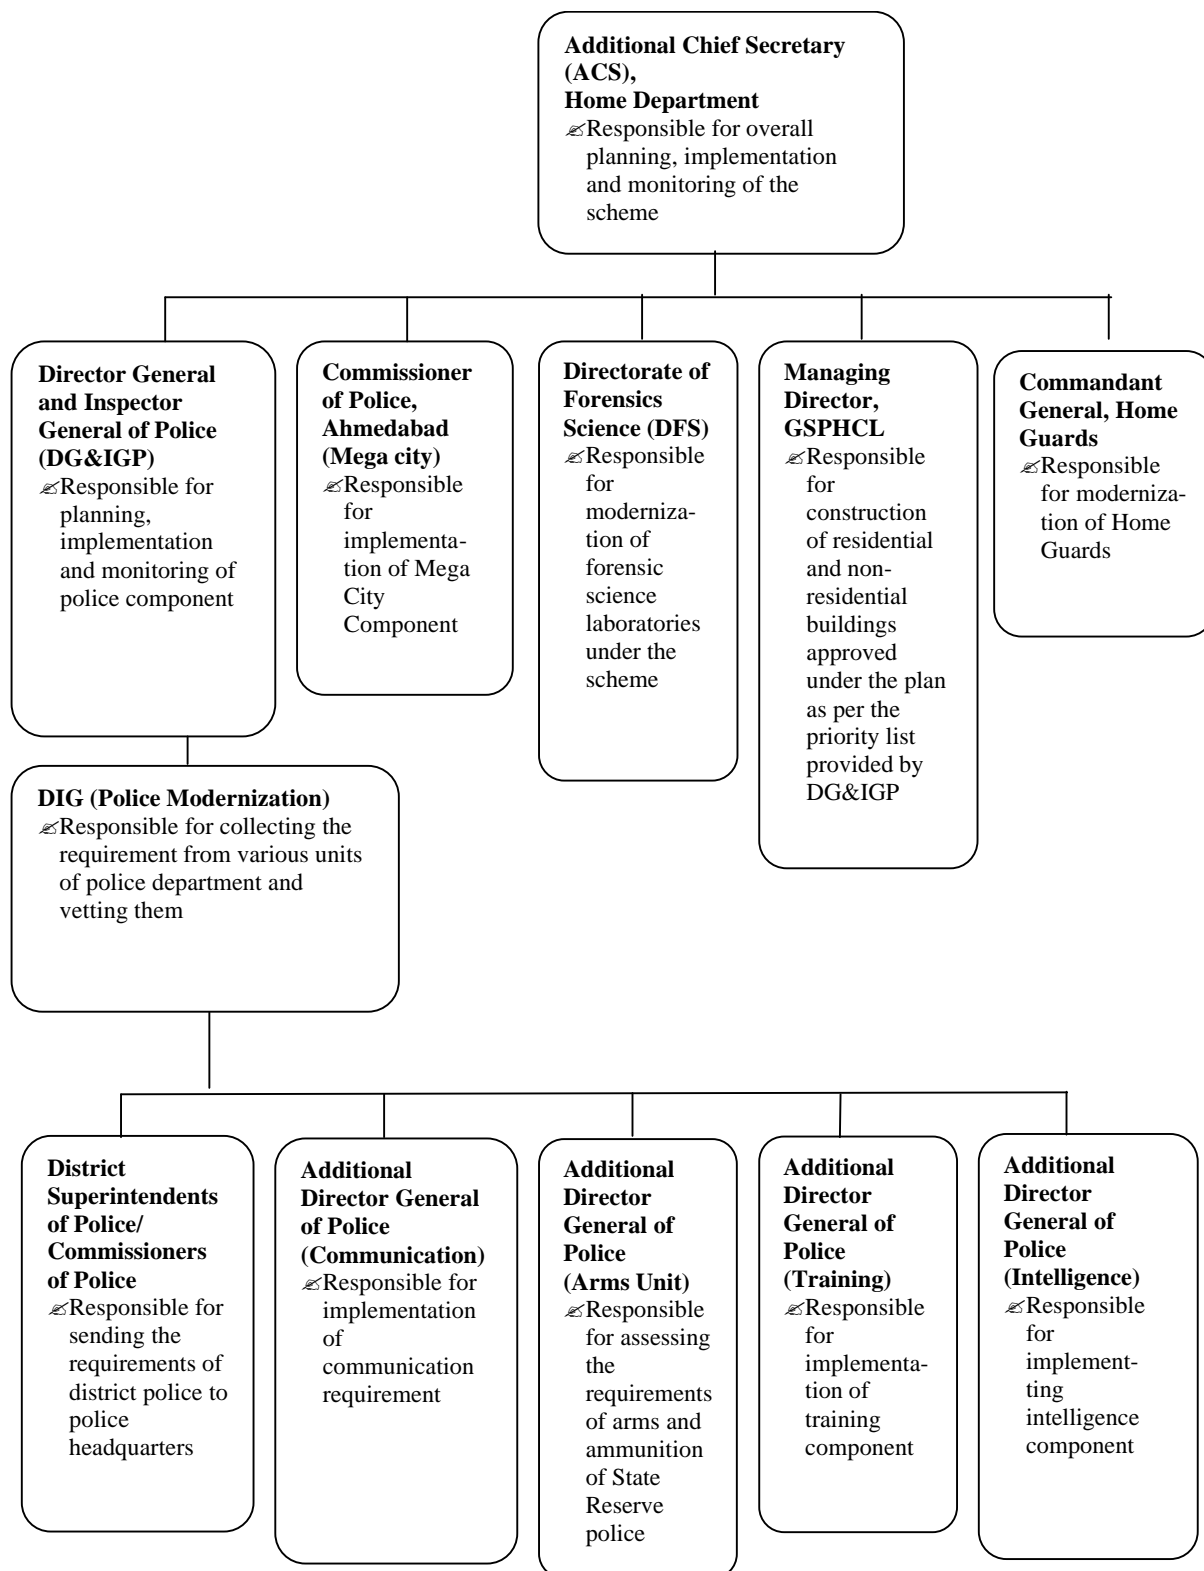 Additional Chief Secretary
(ACS),
Home Department
✍Responsible for overall
planning, implementation
and monitoring of the
scheme
Director General
and Inspector
General of Police
(DG&IGP)
✍Responsible for
planning,
implementation
and monitoring of
police component
Commissioner
of Police,
Ahmedabad
(Mega city)
✍Responsible
for
implementa-
tion of Mega
City
Component
Directorate of
Forensics
Science (DFS)
✍Responsible
for
moderniza-
tion of
forensic
science
laboratories
under the
scheme
Managing
Director,
GSPHCL
✍Responsible
for
construction
of residential
and non-
residential
buildings
approved
under the plan
as per the
priority list
provided by
DG&IGP
Commandant
General, Home
Guards
✍Responsible
for moderniza-
tion of Home
Guards
DIG (Police Modernization)
✍Responsible for collecting the
requirement from various units
of police department and
vetting them
District
Superintendents
of Police/
Commissioners
of Police
✍Responsible for
sending the
requirements of
district police to
police
headquarters
Additional
Director General
of Police
(Communication)
✍Responsible for
implementation
of
communication
requirement
Additional
Director
General of
Police
(Arms Unit)
✍Responsible
for assessing
the
requirements
of arms and
ammunition
of State
Reserve
police
Additional
Director
General of
Police
(Training)
✍Responsible
for
implementa-
tion of
training
component
Additional
Director
General of
Police
(Intelligence)
✍Responsible
for
implemen-
ting
intelligence
component